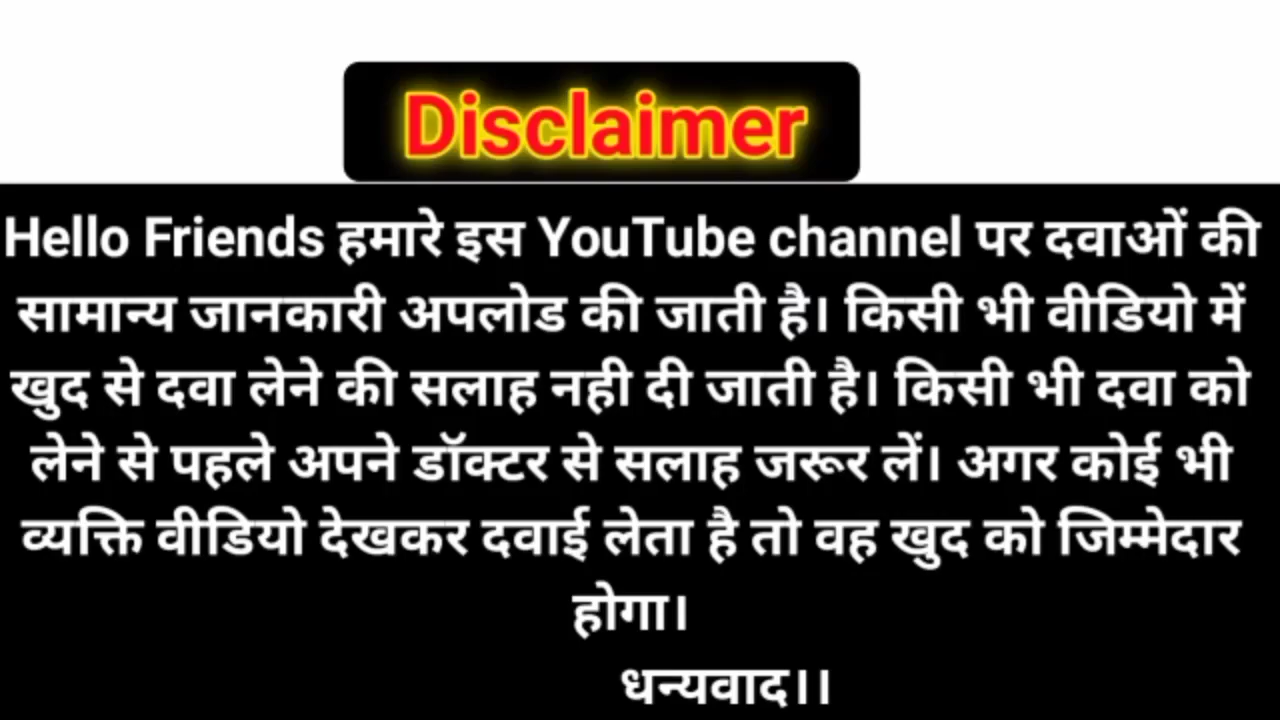 Disclaimer
Hello Friends हमारे इस YouTube channel पर दवाओं की
सामान्य जानकारी अपलोड की जाती है। किसी भी वीडियो में
खुद से दवा लेने की सलाह नही दी जाती है। किसी भी दवा को
लेने से पहले अपने डॉक्टर से सलाह जरूर लें। अगर कोई भी
व्यक्ति वीडियो देखकर दवाई लेता है तो वह खुद को जिम्मेदार
होगा।
धन्यवाद।।